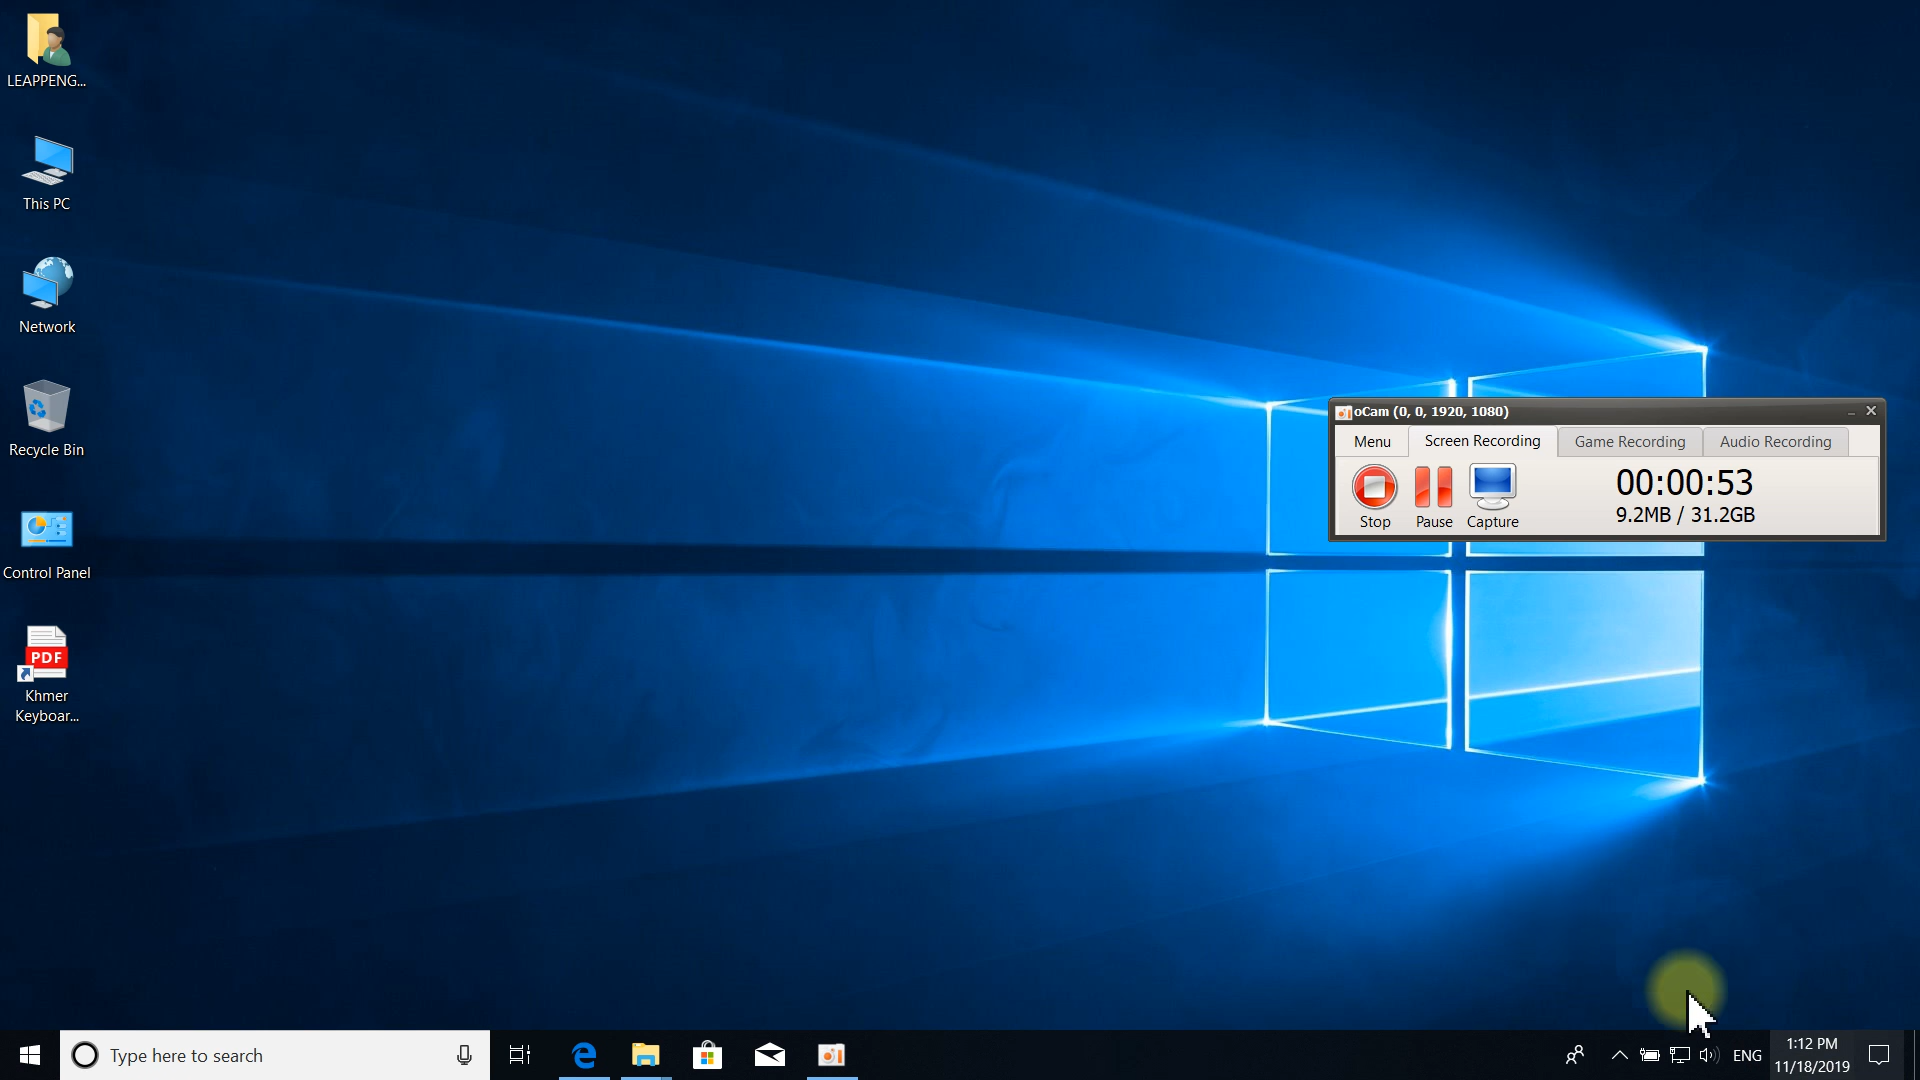 LEAPPENG...
This PC
Network
Recycle Bin
Control Panel
PDF
Khmer
Keyboar...
oCam (0, 0, 1920, 1080)
Menu
Screen Recording
Game Recording
Audio Recording
Stop
Pause
Capture
00:00:53
9.2MB / 31.2GB
Type here to search
ENG
1:12 PM
11/18/2019